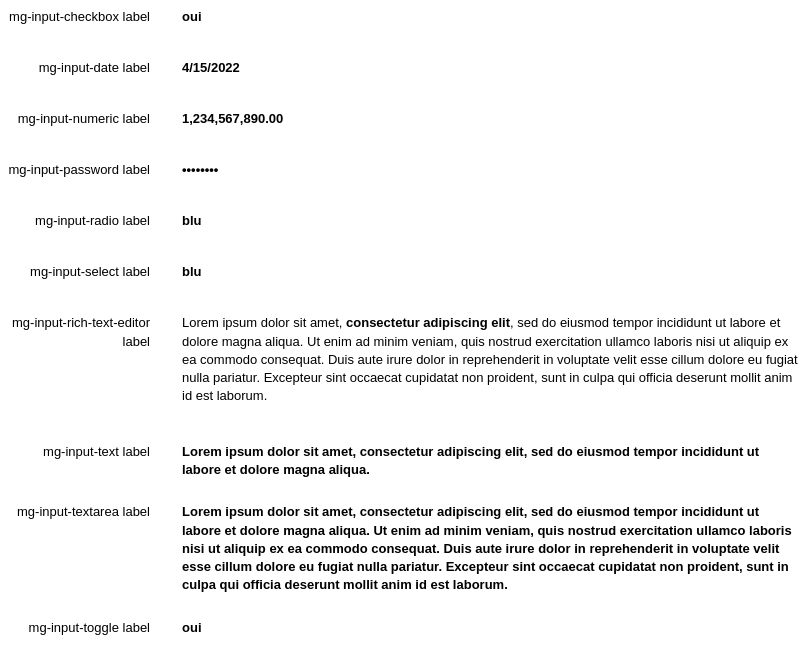 mg-input-checkbox label oui
mg-input-date label 4/15/2022
mg-input-numeric label 1,234,567,890.00
mg-input-password label ••••••••
mg-input-radio label blu
mg-input-select label blu
mg-input-rich-text-editor label
Lorem ipsum dolor sit amet, consectetur adipiscing elit, sed do eiusmod tempor incididunt ut labore et
dolore magna aliqua. Ut enim ad minim veniam, quis nostrud exercitation ullamco laboris nisi ut aliquip ex
ea commodo consequat. Duis aute irure dolor in reprehenderit in voluptate velit esse cillum dolore eu fugiat
nulla pariatur. Excepteur sint occaecat cupidatat non proident, sunt in culpa qui officia deserunt mollit anim
id est laborum.
mg-input-text label
Lorem ipsum dolor sit amet, consectetur adipiscing elit, sed do eiusmod tempor incididunt ut
labore et dolore magna aliqua.
mg-input-textarea label
Lorem ipsum dolor sit amet, consectetur adipiscing elit, sed do eiusmod tempor incididunt ut
labore et dolore magna aliqua. Ut enim ad minim veniam, quis nostrud exercitation ullamco laboris
nisi ut aliquip ex ea commodo consequat. Duis aute irure dolor in reprehenderit in voluptate velit
esse cillum dolore eu fugiat nulla pariatur. Excepteur sint occaecat cupidatat non proident, sunt in
culpa qui officia deserunt mollit anim id est laborum.
mg-input-toggle label oui